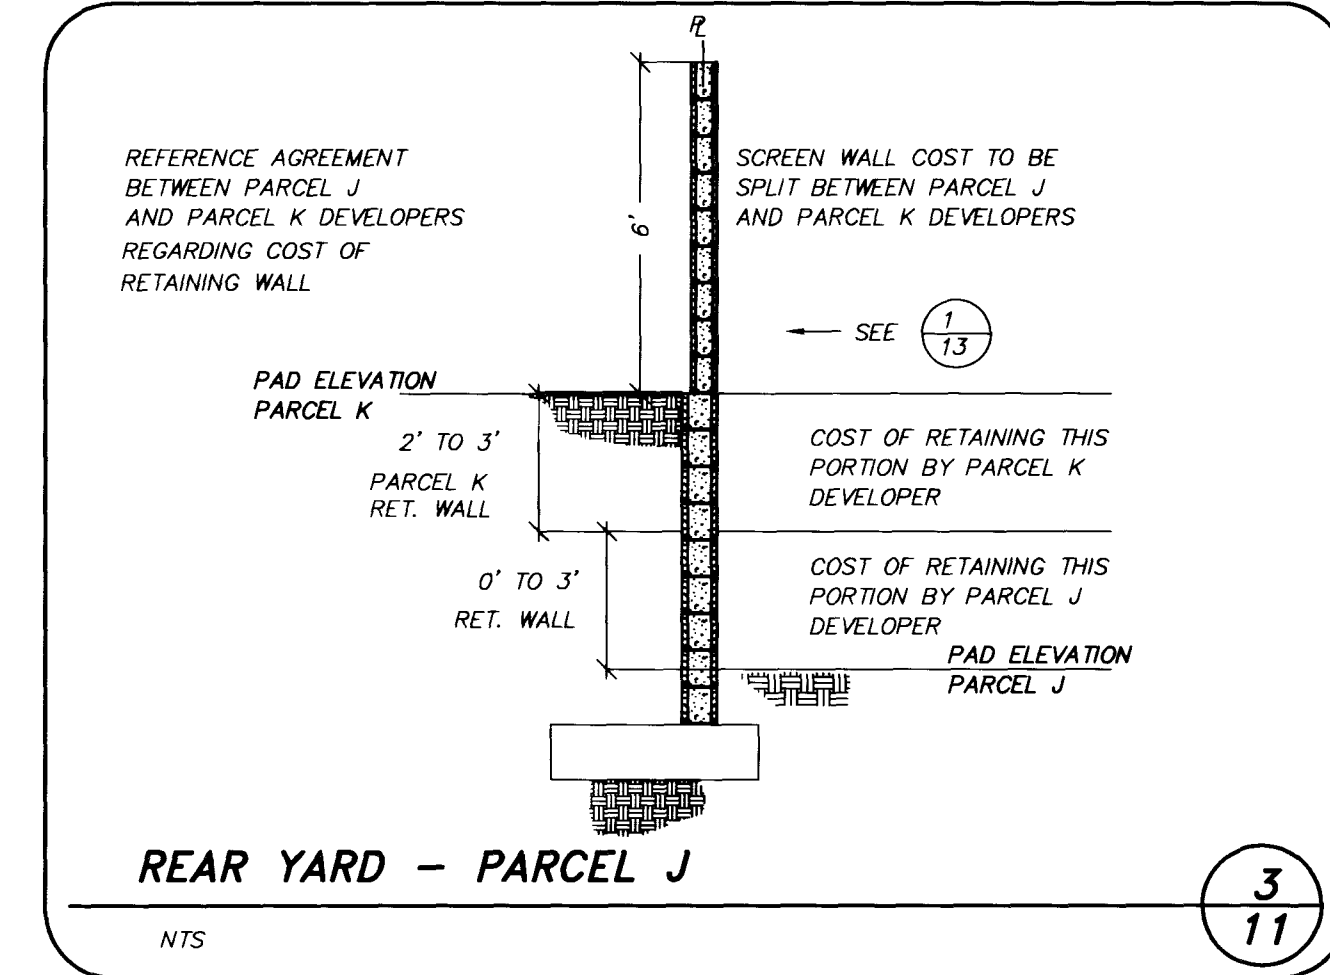 PL
REFERENCE AGREEMENT
BETWEEN PARCEL J
AND PARCEL K DEVELOPERS
REGARDING COST OF
RETAINING WALL
6'
SCREEN WALL COST TO BE
SPLIT BETWEEN PARCEL J
AND PARCEL K DEVELOPERS
SEE 1
13
PAD ELEVATION
PARCEL K
2' TO 3'
PARCEL K
RET. WALL
COST OF RETAINING THIS
PORTION BY PARCEL K
DEVELOPER
0' TO 3'
RET. WALL
COST OF RETAINING THIS
PORTION BY PARCEL J
DEVELOPER
PAD ELEVATION
PARCEL J
REAR YARD - PARCEL J
NTS
3
11